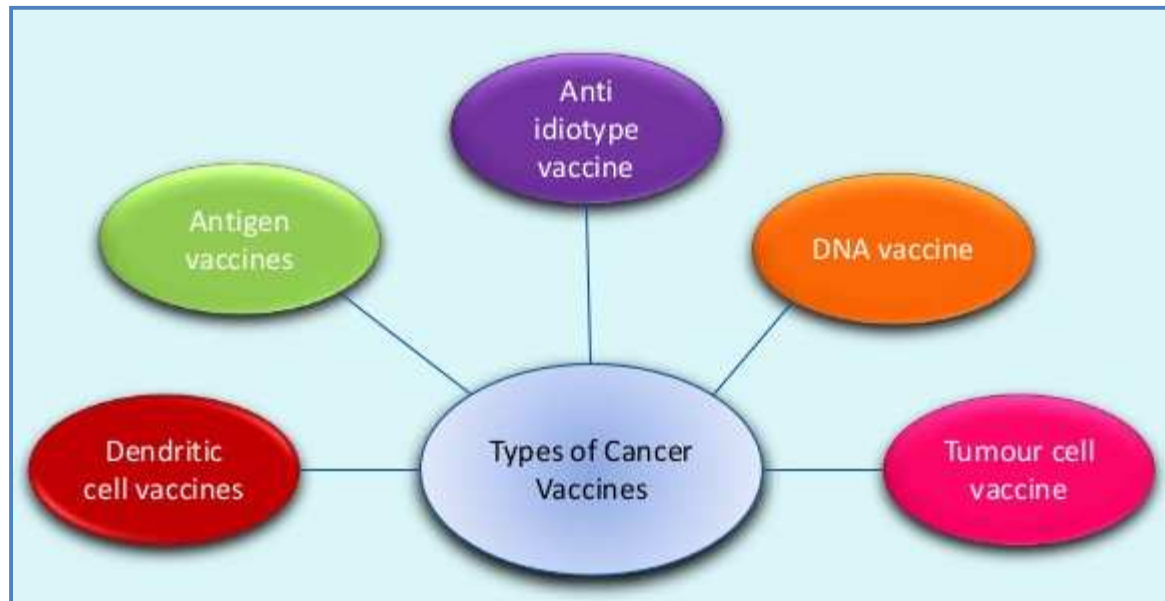 Anti
idiotype
vaccine
Antigen
vaccines
DNA vaccine
Dendritic
cell vaccines
Types of Cancer
Vaccines
Tumour cell
vaccine